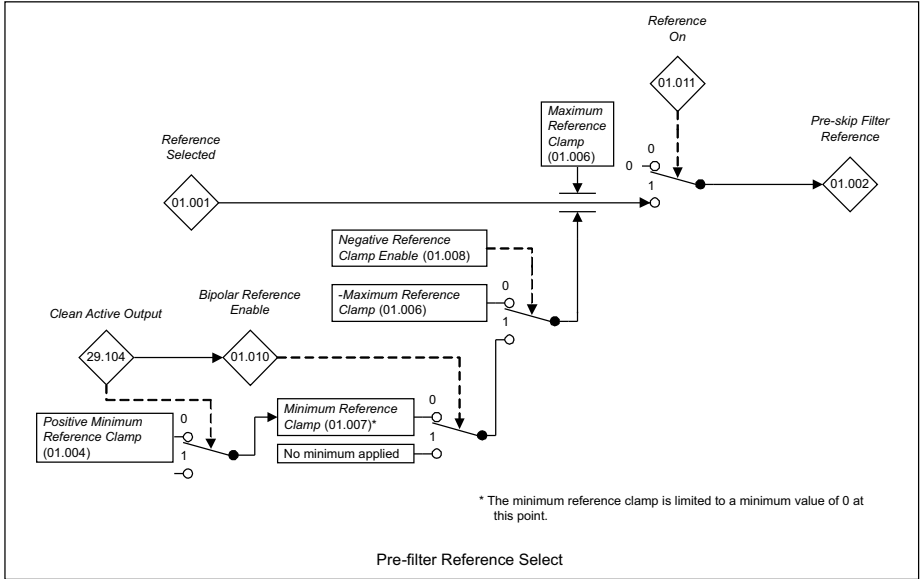 Reference
On
01.011
Maximum
Reference
Clamp
(01.006)
Pre-skip Filter
Reference
Reference
Selected
0
0
1
01.001
01.002
Negative Reference
Clamp Enable (01.008)
-Maximum Reference
Clamp (01.006)
0
1
Clean Active Output
Bipolar Reference
Enable
29.104
01.010
Positive Minimum
Reference Clamp
(01.004)
0
1
Minimum Reference
Clamp (01.007)*
No minimum applied
0
1
* The minimum reference clamp is limited to a minimum value of 0 at
this point.
Pre-filter Reference Select